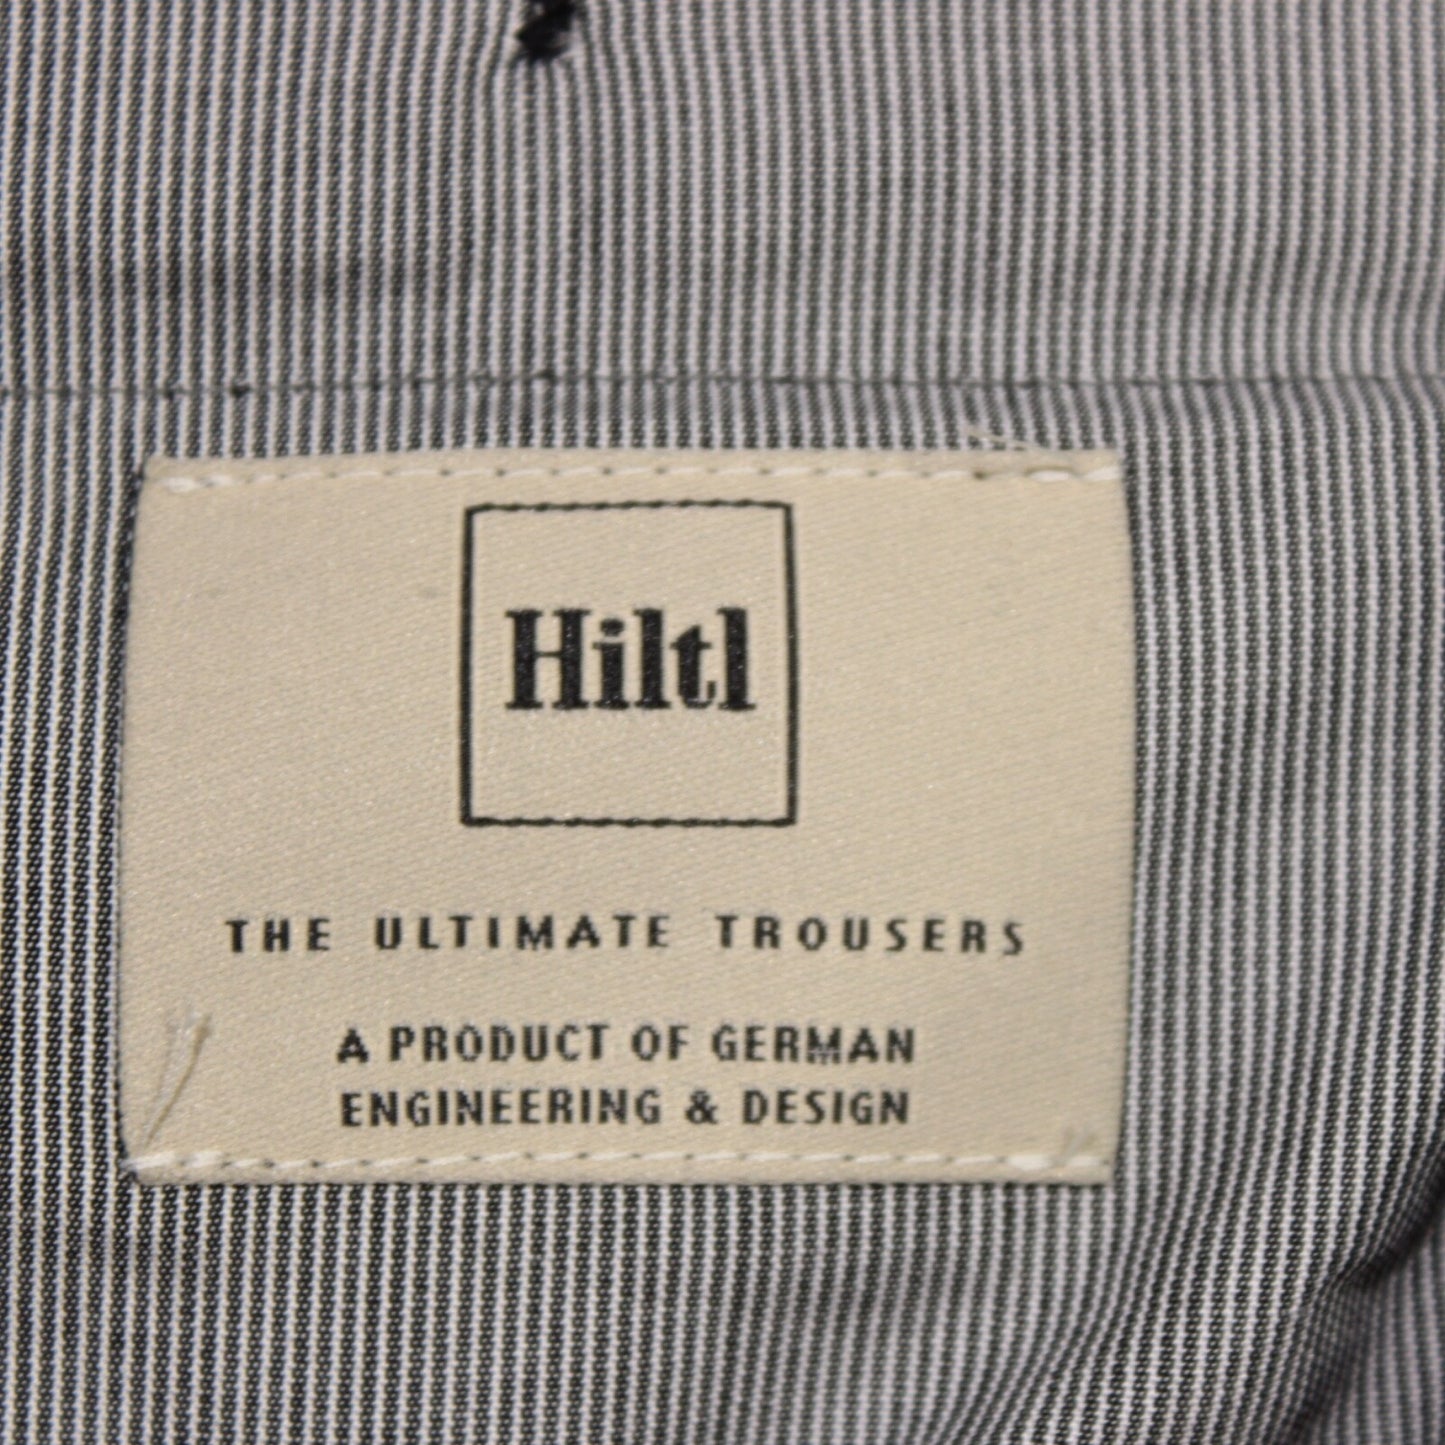 Hiltl
THE ULTIMATE TROUSERS
A PRODUCT OF GERMAN
ENGINEERING & DESIGN